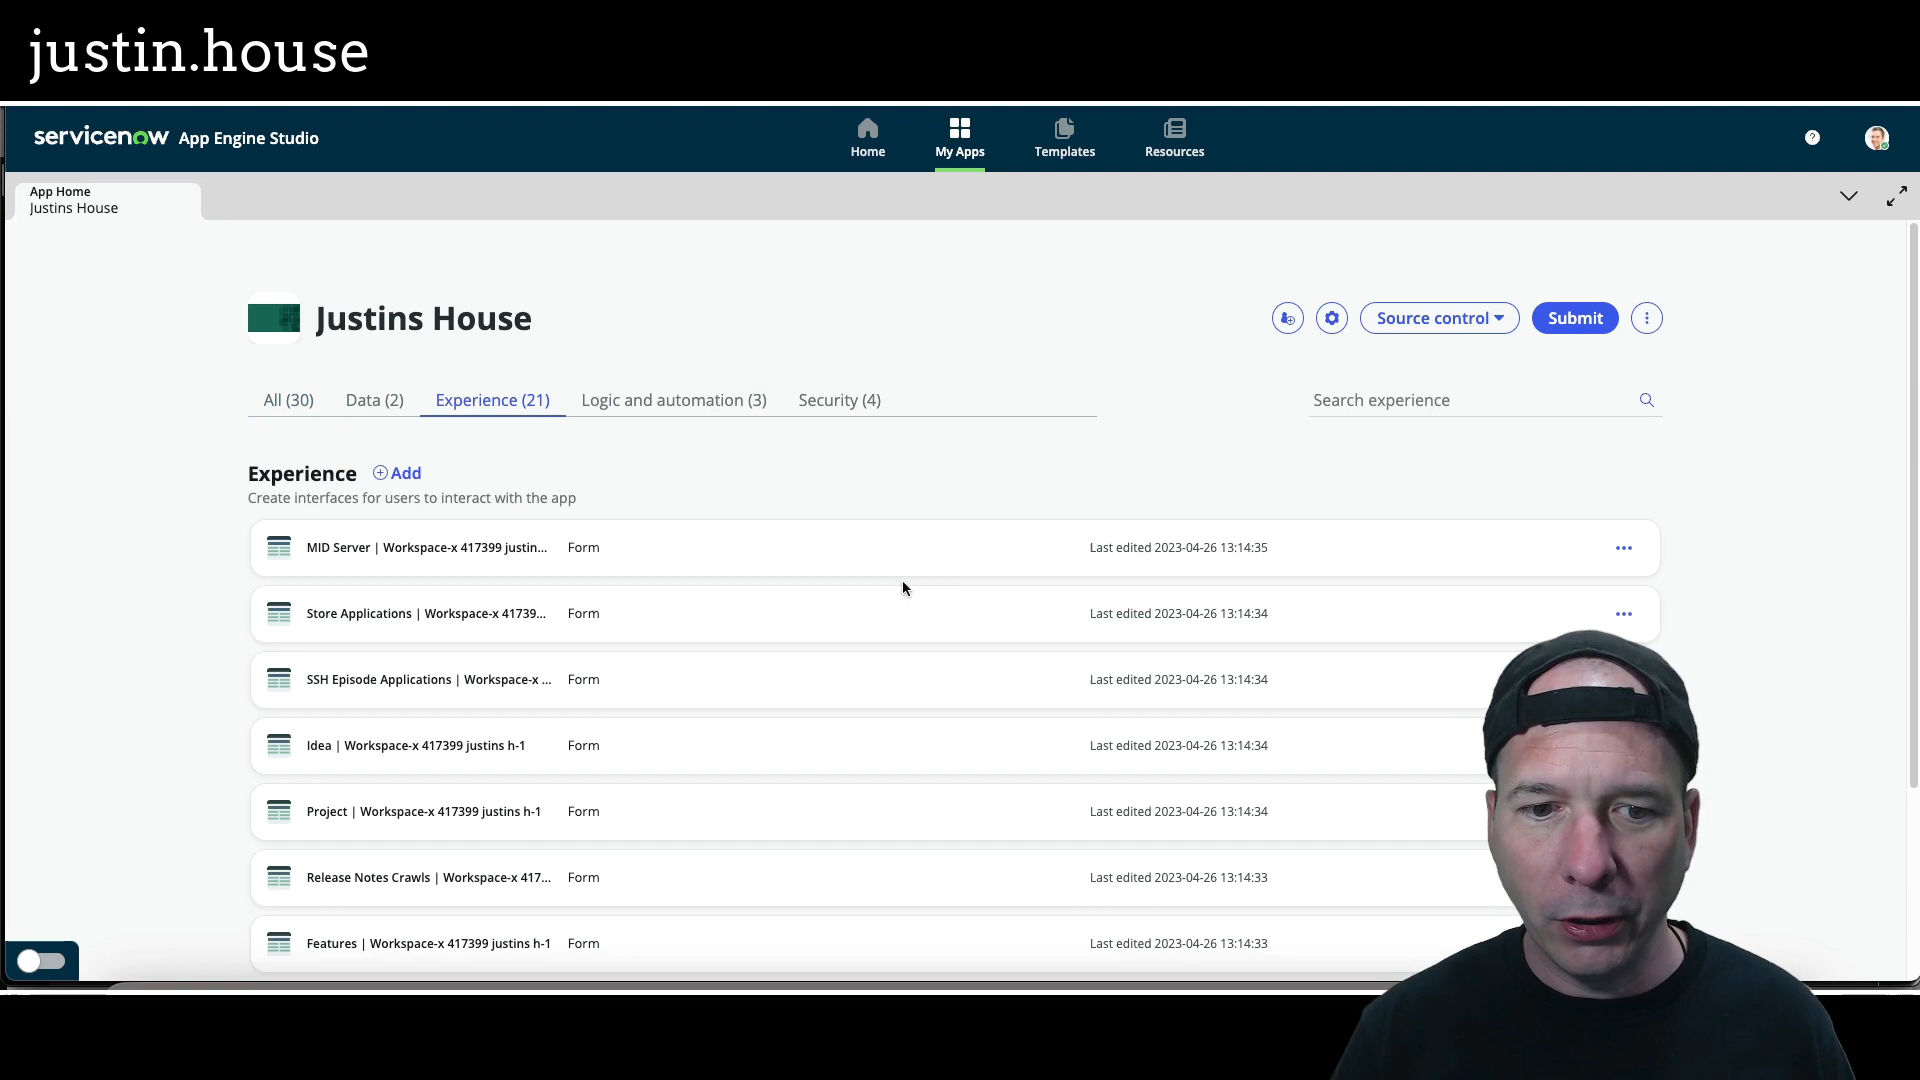 justin.house
servicenow App Engine Studio
Home
My Apps
Templates
Resources
App Home
Justins House
Justins House
Source control
Submit
All (30)
Data (2)
Experience (21)
Logic and automation (3)
Security (4)
Search experience
Experience
Add
Create interfaces for users to interact with the app
MID Server | Workspace-x 417399 justin... Form Last edited 2023-04-26 13:14:35
Store Applications | Workspace-x 41739... Form Last edited 2023-04-26 13:14:34
SSH Episode Applications | Workspace-x ... Form Last edited 2023-04-26 13:14:34
Idea | Workspace-x 417399 justins h-1 Form Last edited 2023-04-26 13:14:34
Project | Workspace-x 417399 justins h-1 Form Last edited 2023-04-26 13:14:34
Release Notes Crawls | Workspace-x 417... Form Last edited 2023-04-26 13:14:33
Features | Workspace-x 417399 justins h-1 Form Last edited 2023-04-26 13:14:33